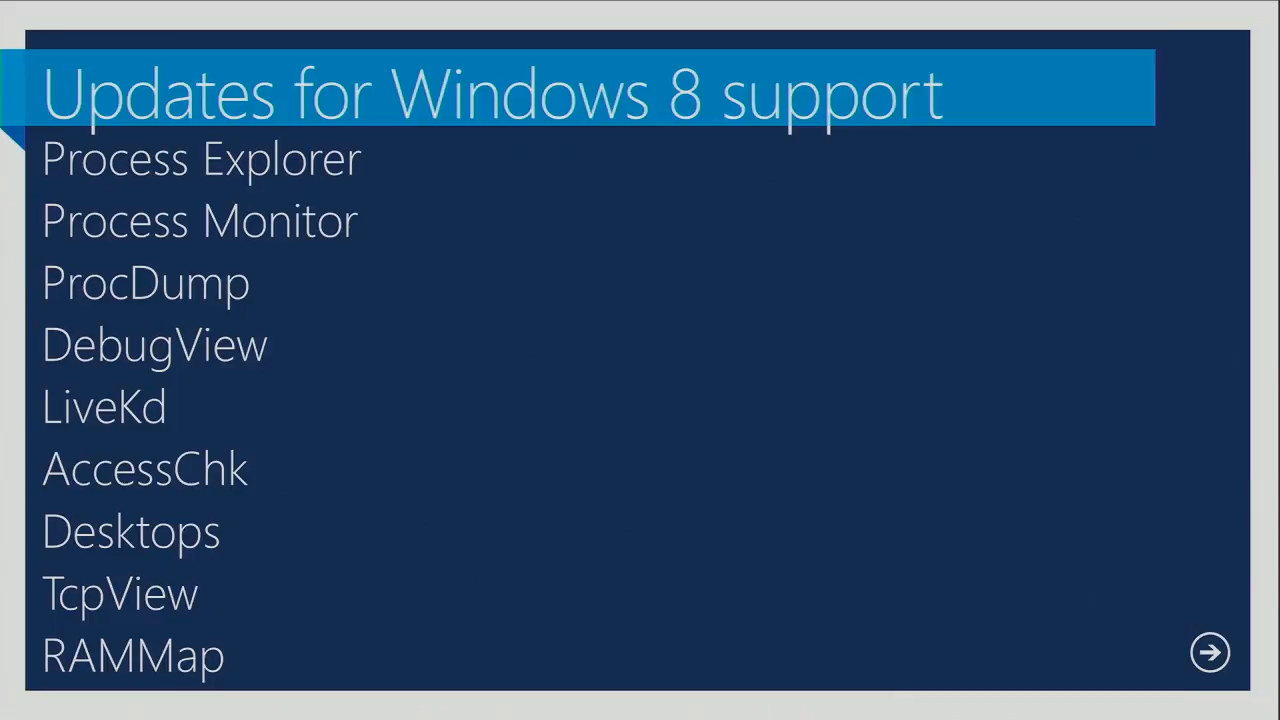 Updates for Windows 8 support
Process Explorer
Process Monitor
ProcDump
DebugView
LiveKd
AccessChk
Desktops
TcpView
RAMMap